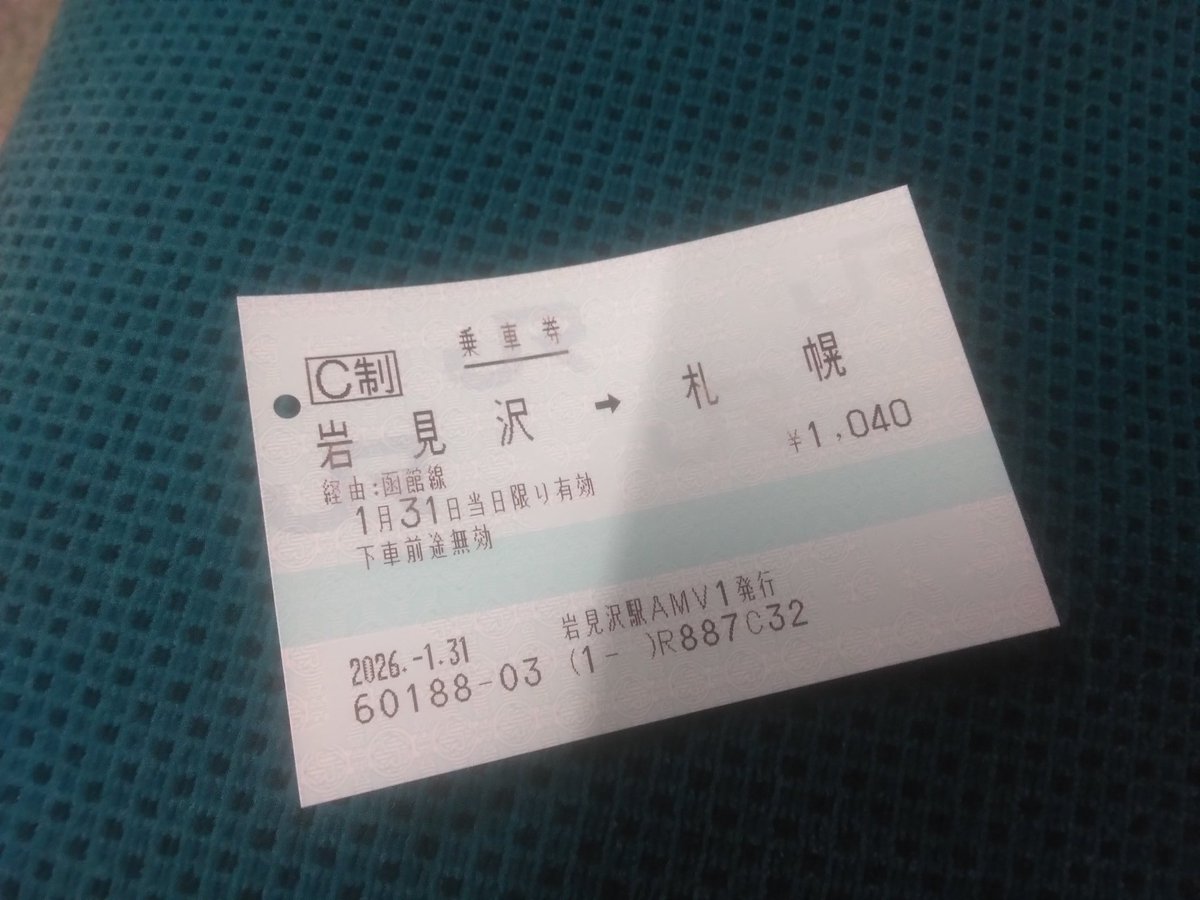 乗車券
C制
岩見沢 → 札幌
経由:函館線
¥1,040
1月31日当日限り有効
下車前途無効
2026.-1.31
岩見沢駅AMV1発行
60188-03 (1- )R887C32